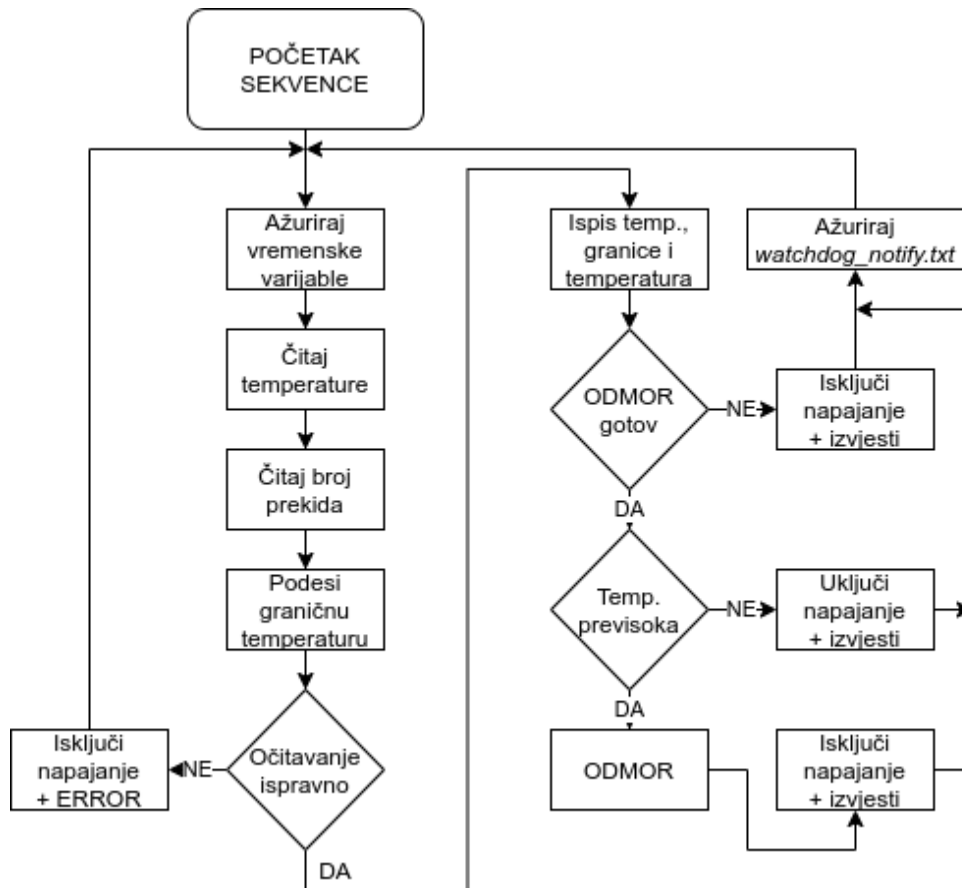 POČETAK
SEKVENCE
Ažuriraj
vremenske
varijable
Čitaj
temperature
Čitaj broj
prekida
Podesi
graničnu
temperaturu
Očitavanje
ispravno
NE
Isključi
napajanje
+ ERROR
DA
Ispis temp.,
granice i
temperatura
ODMOR
gotov
NE
Isključi
napajanje
+ izvjesti
Ažuriraj
watchdog_notify.txt
DA
Temp.
previsoka
NE
Uključi
napajanje
+ izvjesti
DA
ODMOR
Isključi
napajanje
+ izvjesti